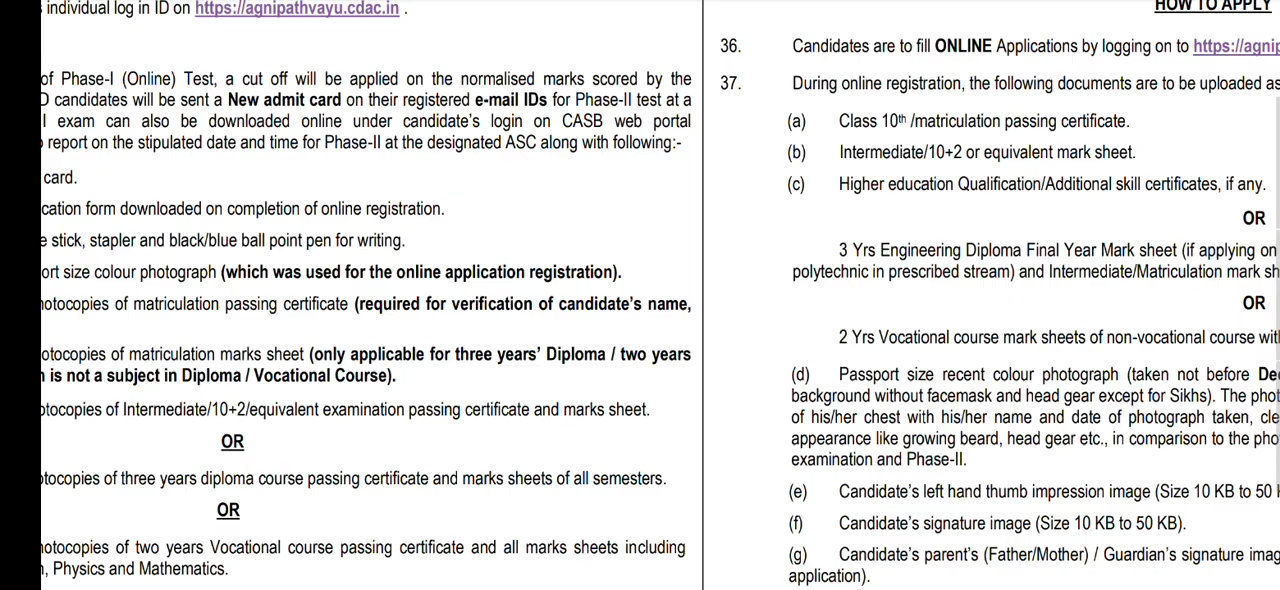 individual log in ID on https://agnipathvayu.cdac.in .
of Phase-I (Online) Test, a cut off will be applied on the normalised marks scored by the
candidates will be sent a New admit card on their registered e-mail IDs for Phase-II test at a
exam can also be downloaded online under candidate's login on CASB web portal
report on the stipulated date and time for Phase-II at the designated ASC along with following:-
card.
cation form downloaded on completion of online registration.
e stick, stapler and black/blue ball point pen for writing.
ort size colour photograph (which was used for the online application registration).
otocopies of matriculation passing certificate (required for verification of candidate's name,
otocopies of matriculation marks sheet (only applicable for three years' Diploma / two years
is not a subject in Diploma / Vocational Course).
tocopies of Intermediate/10+2/equivalent examination passing certificate and marks sheet.
OR
tocopies of three years diploma course passing certificate and marks sheets of all semesters.
OR
otocopies of two years Vocational course passing certificate and all marks sheets including
, Physics and Mathematics.
HOW TO APPLY
36. Candidates are to fill ONLINE Applications by logging on to https://agnip
37. During online registration, the following documents are to be uploaded as
(a) Class 10th /matriculation passing certificate.
(b) Intermediate/10+2 or equivalent mark sheet.
(c) Higher education Qualification/Additional skill certificates, if any.
OR
3 Yrs Engineering Diploma Final Year Mark sheet (if applying on
polytechnic in prescribed stream) and Intermediate/Matriculation mark sh
OR
2 Yrs Vocational course mark sheets of non-vocational course wit
(d) Passport size recent colour photograph (taken not before De
background without facemask and head gear except for Sikhs). The phot
of his/her chest with his/her name and date of photograph taken, cle
appearance like growing beard, head gear etc., in comparison to the pho
examination and Phase-II.
(e) Candidate's left hand thumb impression image (Size 10 KB to 50
(f) Candidate's signature image (Size 10 KB to 50 KB).
(g) Candidate's parent's (Father/Mother) / Guardian's signature imag
application).